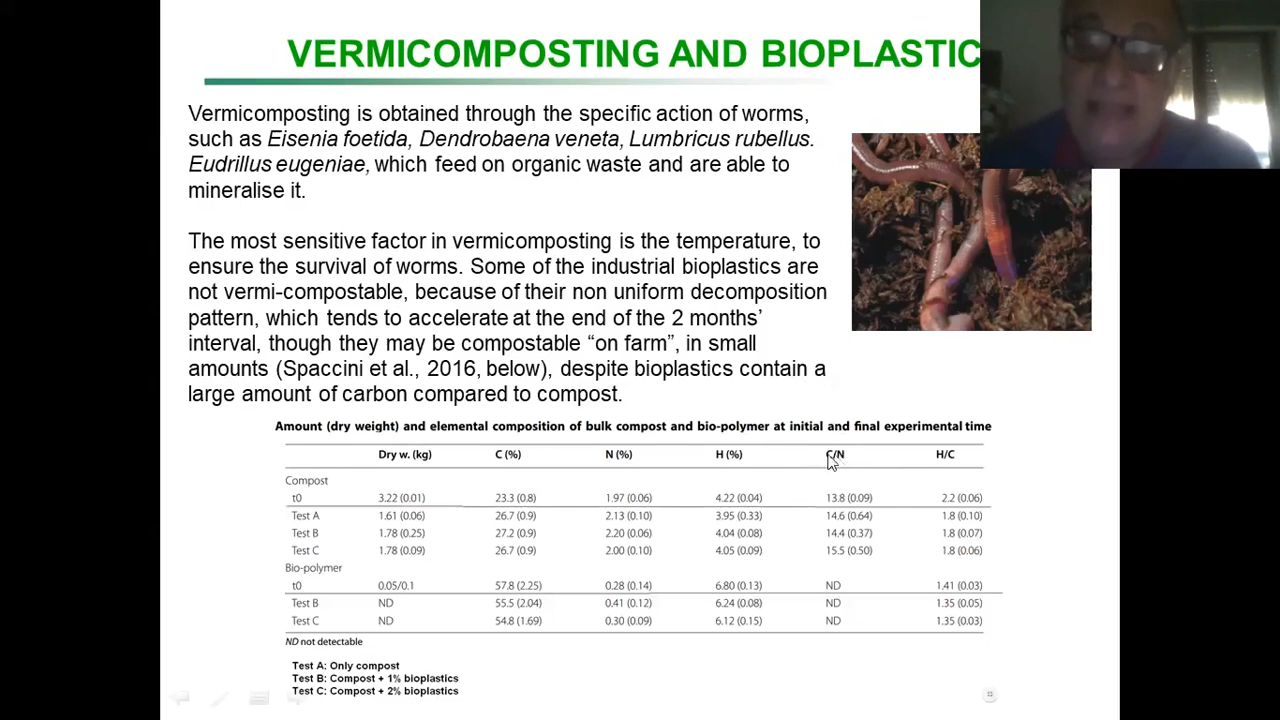 VERMICOMPOSTING AND BIOPLASTIC
Vermicomposting is obtained through the specific action of worms,
such as Eisenia foetida, Dendrobaena veneta, Lumbricus rubellus.
Eudrillus eugeniae, which feed on organic waste and are able to
mineralise it.
The most sensitive factor in vermicomposting is the temperature, to
ensure the survival of worms. Some of the industrial bioplastics are
not vermi-compostable, because of their non uniform decomposition
pattern, which tends to accelerate at the end of the 2 months’
interval, though they may be compostable “on farm”, in small
amounts (Spaccini et al., 2016, below), despite bioplastics contain a
large amount of carbon compared to compost.
Amount (dry weight) and elemental composition of bulk compost and bio-polymer at initial and final experimental time
Dry w. (kg) C (%) N (%) H (%) C/N H/C
Compost
t0 3.22 (0.01) 23.3 (0.8) 1.97 (0.06) 4.22 (0.04) 13.8 (0.09) 2.2 (0.06)
Test A 1.61 (0.06) 26.7 (0.9) 2.13 (0.10) 3.95 (0.33) 14.6 (0.64) 1.8 (0.10)
Test B 1.78 (0.25) 27.2 (0.9) 2.20 (0.06) 4.04 (0.08) 14.4 (0.37) 1.8 (0.07)
Test C 1.78 (0.09) 26.7 (0.9) 2.00 (0.10) 4.05 (0.09) 15.5 (0.50) 1.8 (0.06)
Bio-polymer
t0 0.05/0.1 57.8 (2.25) 0.28 (0.14) 6.80 (0.13) ND 1.41 (0.03)
Test B ND 55.5 (2.04) 0.41 (0.12) 6.24 (0.08) ND 1.35 (0.05)
Test C ND 54.8 (1.69) 0.30 (0.09) 6.12 (0.15) ND 1.35 (0.03)
ND not detectable
Test A: Only compost
Test B: Compost + 1% bioplastics
Test C: Compost + 2% bioplastics